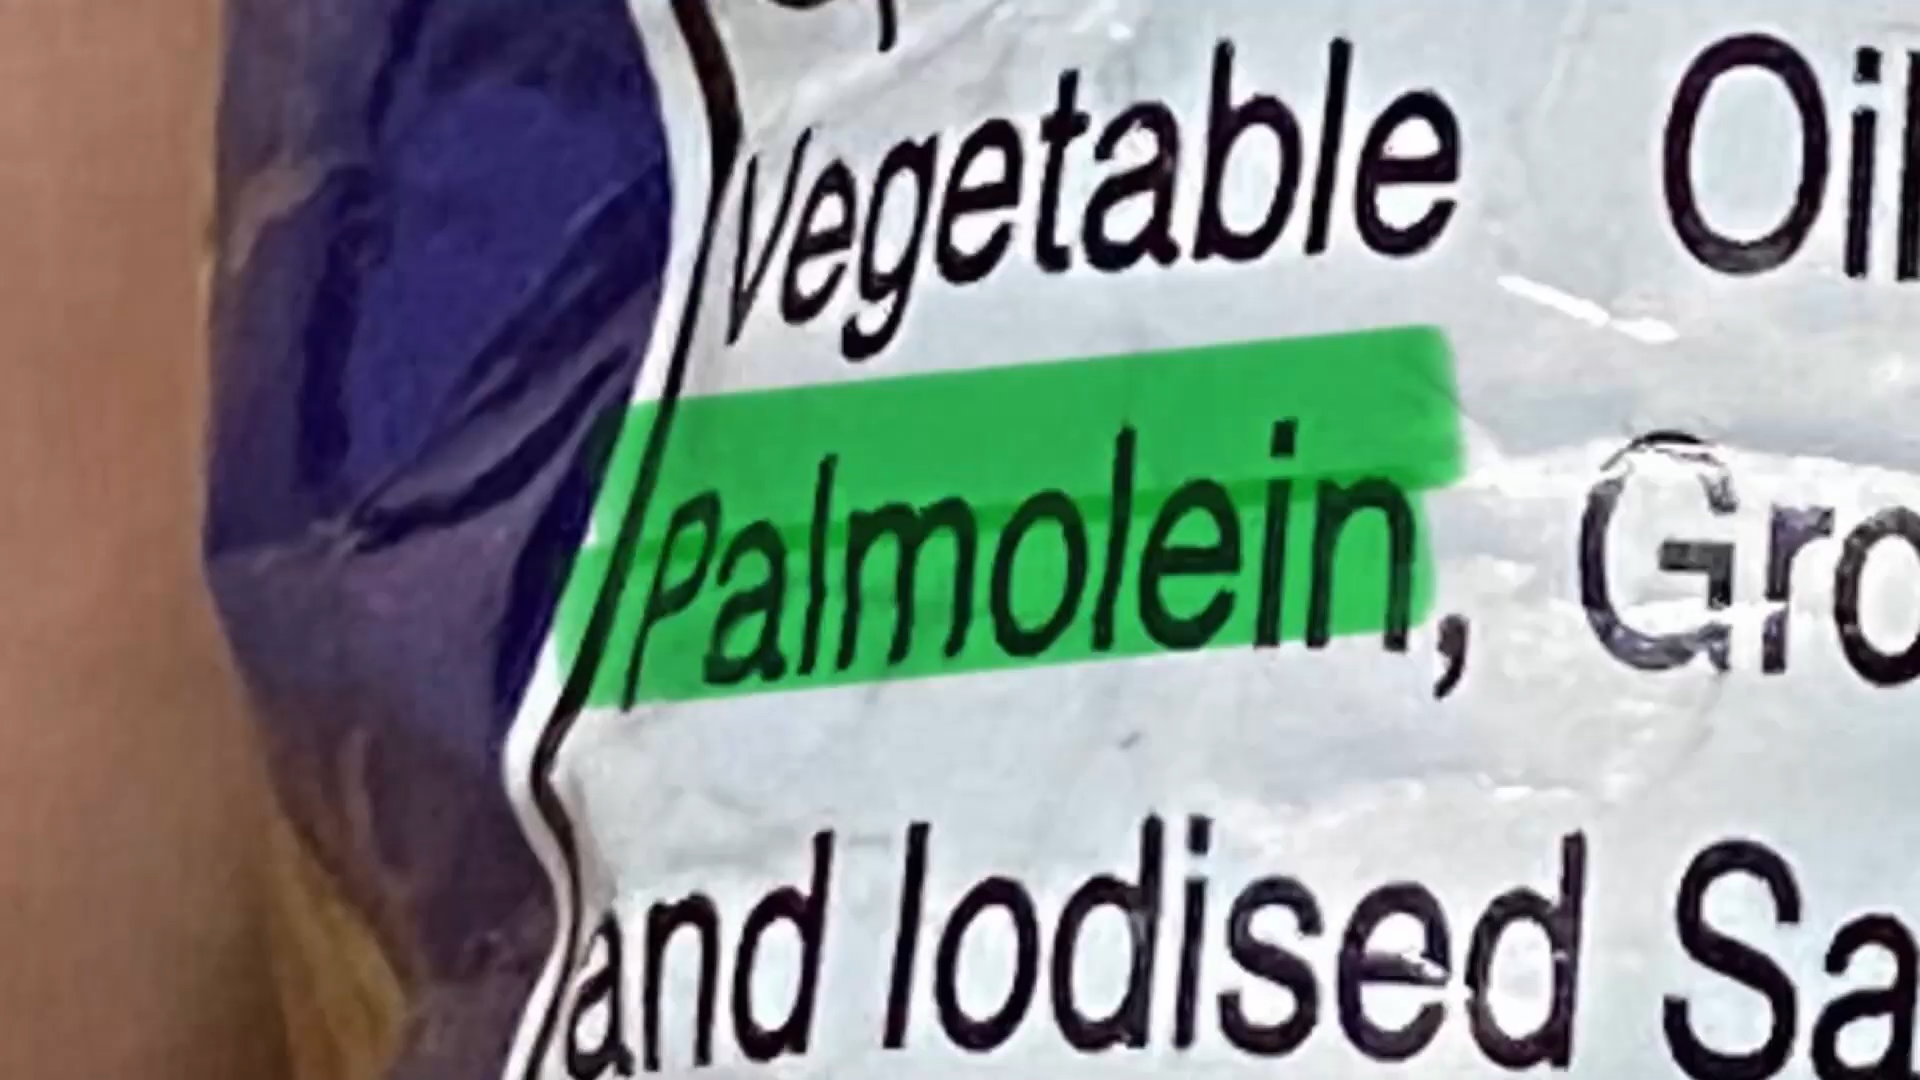 Vegetable Oil
Palmolein, Gro
and Iodised Sa